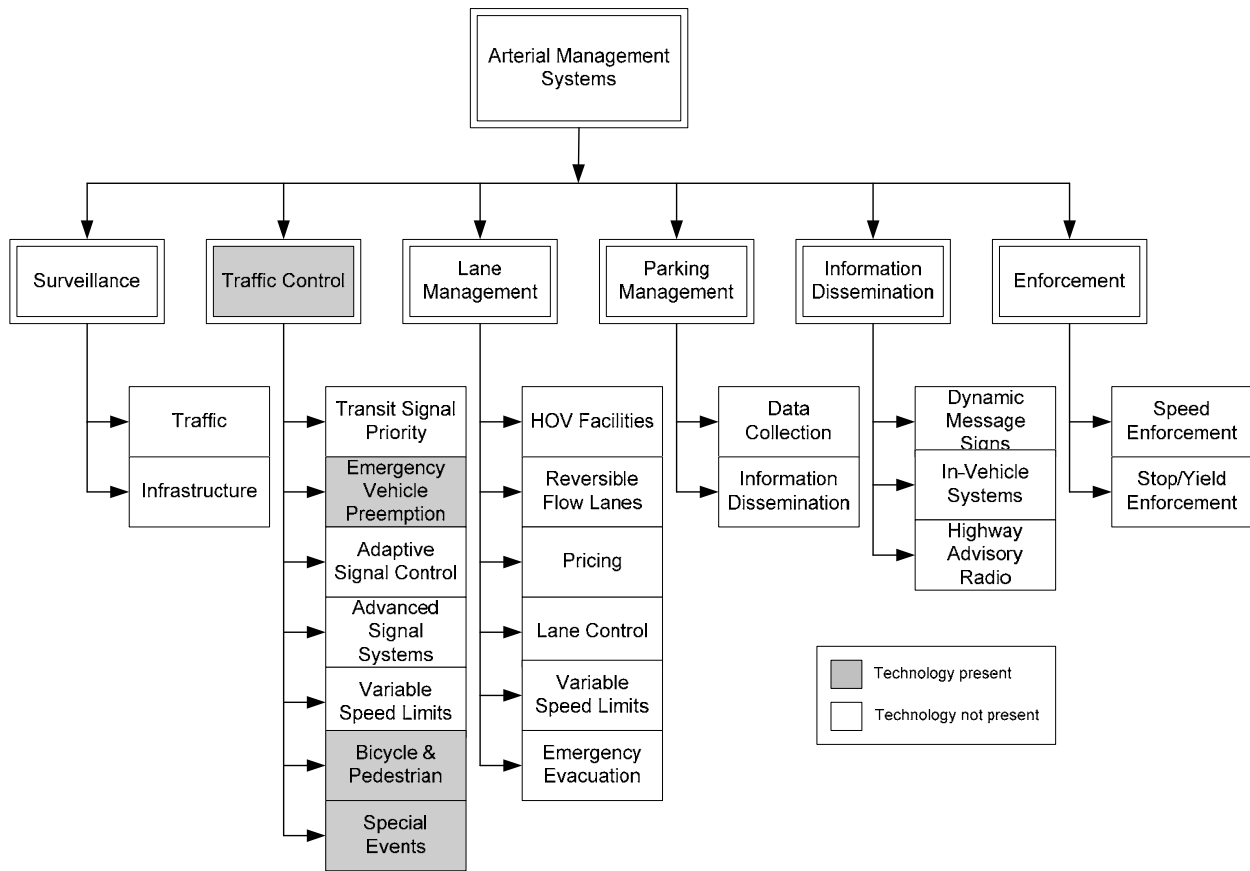 Arterial Management
Systems
Surveillance
Traffic Control
Lane
Management
Parking
Management
Information
Dissemination
Enforcement
Traffic
Infrastructure
Transit Signal
Priority
Emergency
Vehicle
Preemption
Adaptive
Signal Control
Advanced
Signal
Systems
Variable
Speed Limits
Bicycle &
Pedestrian
Special
Events
HOV Facilities
Reversible
Flow Lanes
Pricing
Lane Control
Variable
Speed Limits
Emergency
Evacuation
Data
Collection
Information
Dissemination
Dynamic
Message
Signs
In-Vehicle
Systems
Highway
Advisory
Radio
Speed
Enforcement
Stop/Yield
Enforcement
Technology present
Technology not present